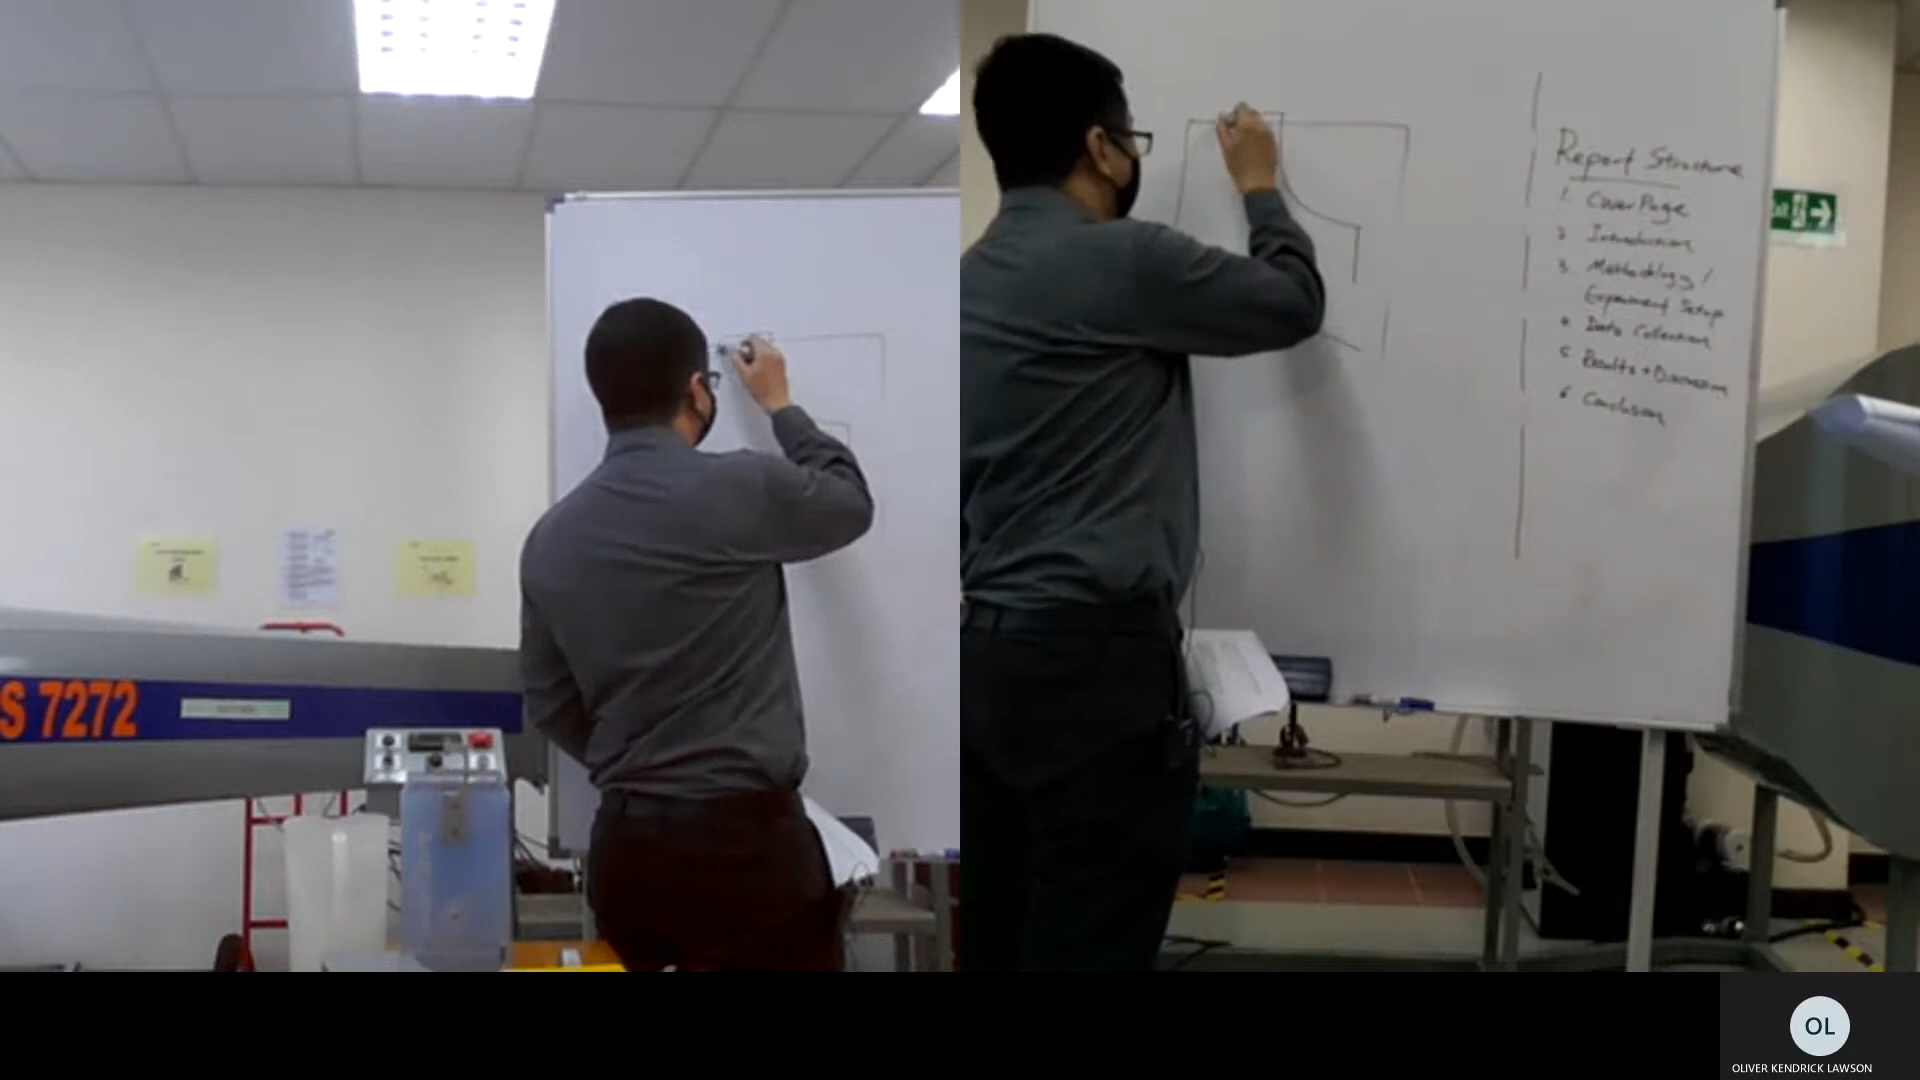 S 7272
Report Structure
1. Cover Page
2. Introduction
3. Methodology /
Experiment Setup
4. Data Collection
5. Results + Discussion
6. Conclusion
OL
OLIVER KENDRICK LAWSON